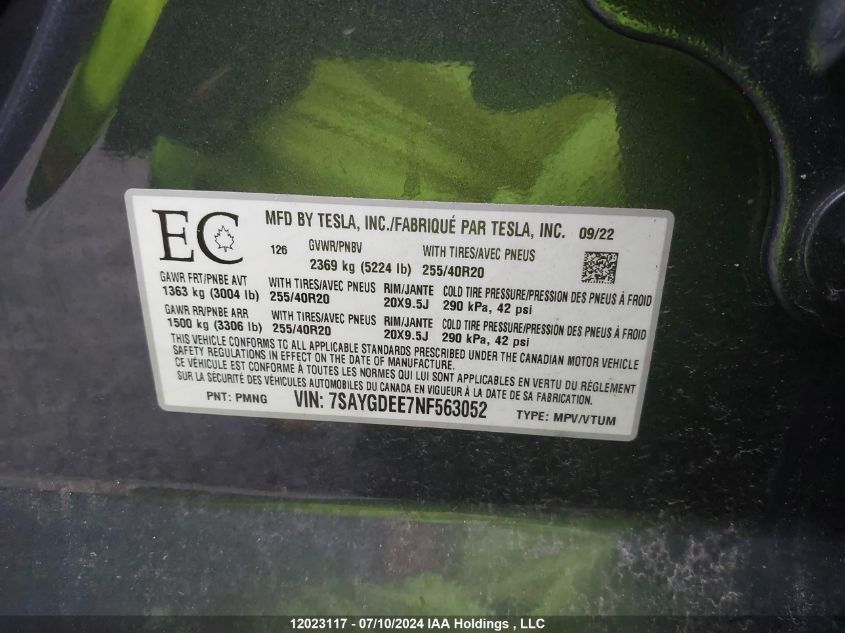 EC
MFD BY TESLA, INC./FABRIQUÉ PAR TESLA, INC. 09/22
126 GVWR/PNBV WITH TIRES/AVEC PNEUS
2369 kg (5224 lb) 255/40R20
GAWR FRT/PNBE AVT WITH TIRES/AVEC PNEUS RIM/JANTE COLD TIRE PRESSURE/PRESSION DES PNEUS À FROID
1363 kg (3004 lb) 255/40R20 20X9.5J 290 kPa, 42 psi
GAWR RR/PNBE ARR WITH TIRES/AVEC PNEUS RIM/JANTE COLD TIRE PRESSURE/PRESSION DES PNEUS À FROID
1500 kg (3306 lb) 255/40R20 20X9.5J 290 kPa, 42 psi
THIS VEHICLE CONFORMS TO ALL APPLICABLE STANDARDS PRESCRIBED UNDER THE CANADIAN MOTOR VEHICLE
SAFETY REGULATIONS IN EFFECT ON THE DATE OF MANUFACTURE.
CE VÉHICULE EST CONFORME À TOUTES LES NORMES QUI LUI SONT APPLICABLES EN VERTU DU RÈGLEMENT
SUR LA SÉCURITÉ DES VÉHICULES AUTOMOBILES DU CANADA EN VIGUEUR À LA DATE DE SA FABRICATION.
PNT: PMNG VIN: 7SAYGDEE7NF563052 TYPE: MPV/VTUM
12023117 - 07/10/2024 IAA Holdings , LLC